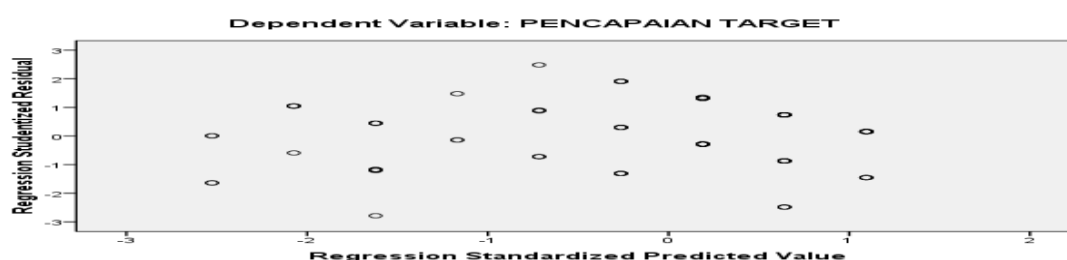 Dependent Variable: PENCAPAIAN TARGET
Regression Studentized Residual
3
2
1
0
-1
-2
-3
-3 -2 -1 0 1 2
Regression Standardized Predicted Value